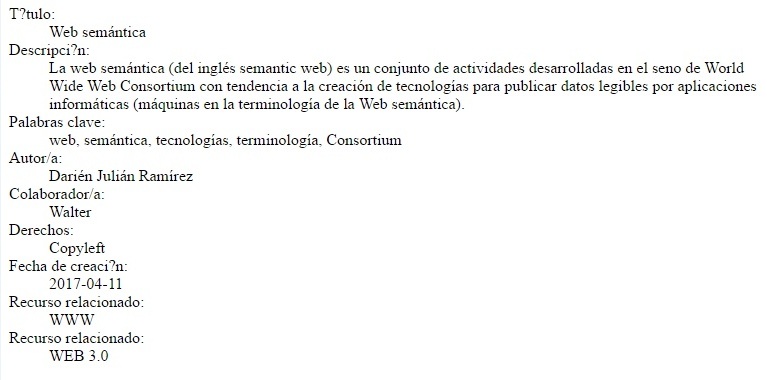 T?tulo:
Web semántica
Descripci?n:
La web semántica (del inglés semantic web) es un conjunto de actividades desarrolladas en el seno de World
Wide Web Consortium con tendencia a la creación de tecnologías para publicar datos legibles por aplicaciones
informáticas (máquinas en la terminología de la Web semántica).
Palabras clave:
web, semántica, tecnologías, terminología, Consortium
Autor/a:
Darién Julián Ramírez
Colaborador/a:
Walter
Derechos:
Copyleft
Fecha de creaci?n:
2017-04-11
Recurso relacionado:
WWW
Recurso relacionado:
WEB 3.0